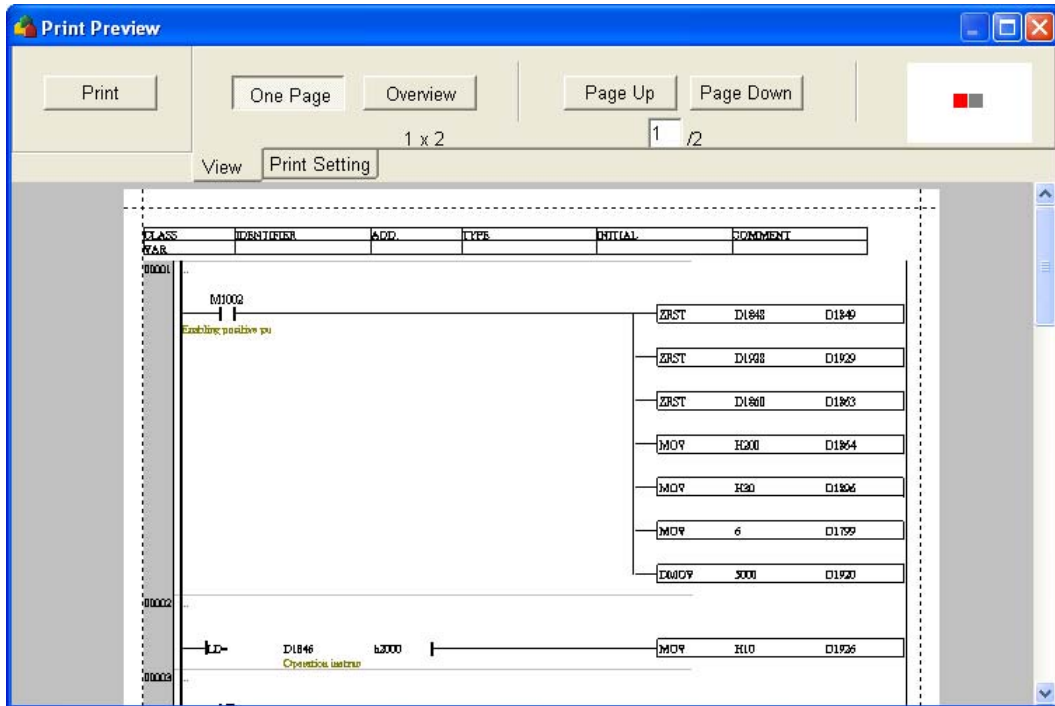 Print Preview
Print One Page Overview Page Up Page Down
1 x 2 1 /2
View Print Setting
CLASS IDENTIFIER ADD. TYPE INITIAL COMMENT
VAR
00001 ..
M1002
Enabling positive pu
ZRST D1848 D1849
ZRST D1928 D1929
ZRST D1860 D1863
MOV H200 D1864
MOV H30 D1896
MOV 6 D1799
DMOV 5000 D1920
00002 ..
LD= D1846 h2000 MOV H10 D1926
Operation instruc
00003 ..